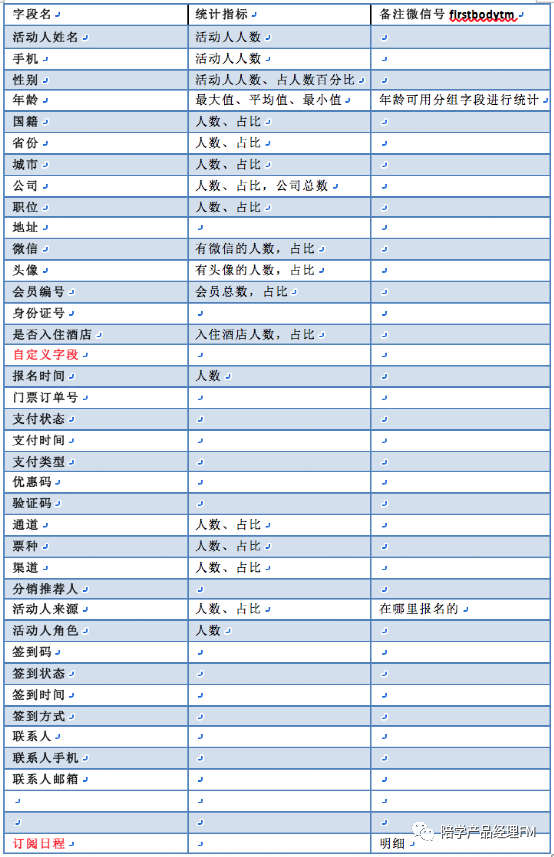 字段名 统计指标 备注微信号 firstbodytm
活动人姓名 活动人人数
手机 活动人人数
性别 活动人人数、占人数百分比
年龄 最大值、平均值、最小值 年龄可用分组字段进行统计
国籍 人数、占比
省份 人数、占比
城市 人数、占比
公司 人数、占比，公司总数
职位 人数、占比
地址
微信 有微信的人数，占比
头像 有头像的人数，占比
会员编号 会员总数，占比
身份证号
是否入住酒店 入住酒店人数，占比
自定义字段
报名时间 人数
门票订单号
支付状态
支付时间
支付类型
优惠码
验证码
通道 人数、占比
票种 人数、占比
渠道 人数、占比
分销推荐人
活动人来源 人数、占比 在哪里报名的
活动人角色 人数
签到码
签到状态
签到时间
签到方式
联系人
联系人手机
联系人邮箱
订阅日程 明细
陪学产品经理FM